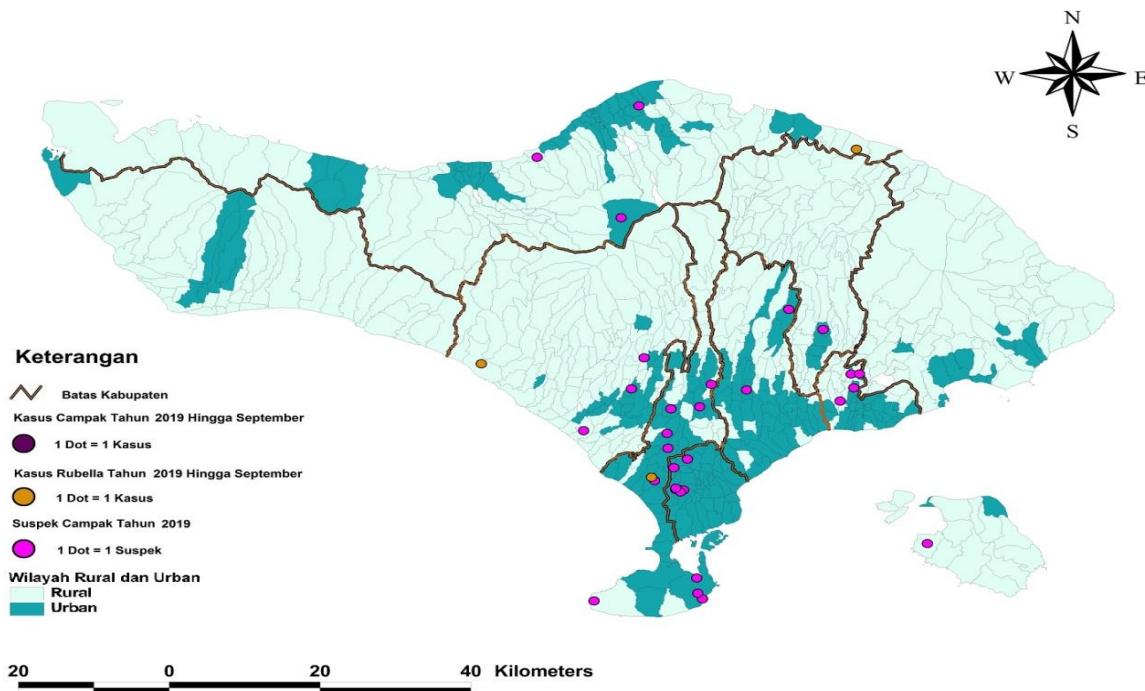 N
W E
S
Keterangan
Batas Kabupaten
Kasus Campak Tahun 2019 Hingga September
1 Dot = 1 Kasus
Kasus Rubella Tahun 2019 Hingga September
1 Dot = 1 Kasus
Suspek Campak Tahun 2019
1 Dot = 1 Suspek
Wilayah Rural dan Urban
Rural
Urban
20 0 20 40 Kilometers